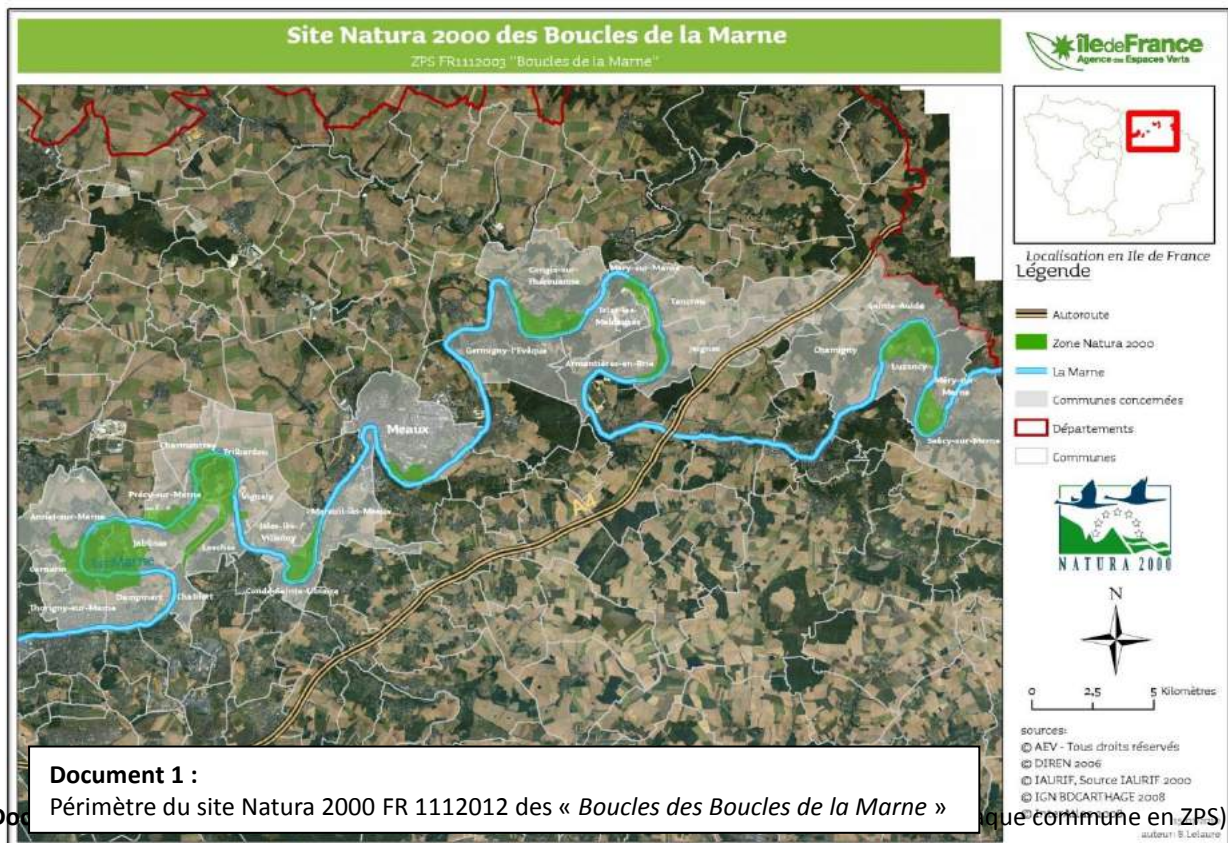 Site Natura 2000 des Boucles de la Marne
ZPS FR1112003 "Boucles de la Marne"
îledeFrance
Agence des Espaces Verts
Localisation en Ile de France
Légende
Autoroute
Zone Natura 2000
La Marne
Communes concernées
Départements
Communes
NATURA 2000
N
0 2,5 5 Kilomètres
sources:
© AEV - Tous droits réservés
© DIREN 2006
© IAURIF, Source IAURIF 2000
© IGN BDCARTHAGE 2008
auteur: B.Lelaure
Congis-sur-Thérouanne
Mary-sur-Marne
Tancrou
Isles-les-Meldeuses
Germigny-l'Evêque
Armentières-en-Brie
Jaignes
Sainte-Aulde
Chamigny
Luzancy
Méry-sur-Marne
Saâcy-sur-Marne
Meaux
Charmentray
Trilbardou
Précy-sur-Marne
Vignely
Mareuil-lès-Meaux
Annet-sur-Marne
Isles-lès-Villenoy
Jablines
Lesches
Carnetin
Condé-Sainte-Libiaire
Dampmart
Chalifert
Thorigny-sur-Marne
Document 1 :
Périmètre du site Natura 2000 FR 1112012 des « Boucles des Boucles de la Marne »
commune en ZPS)